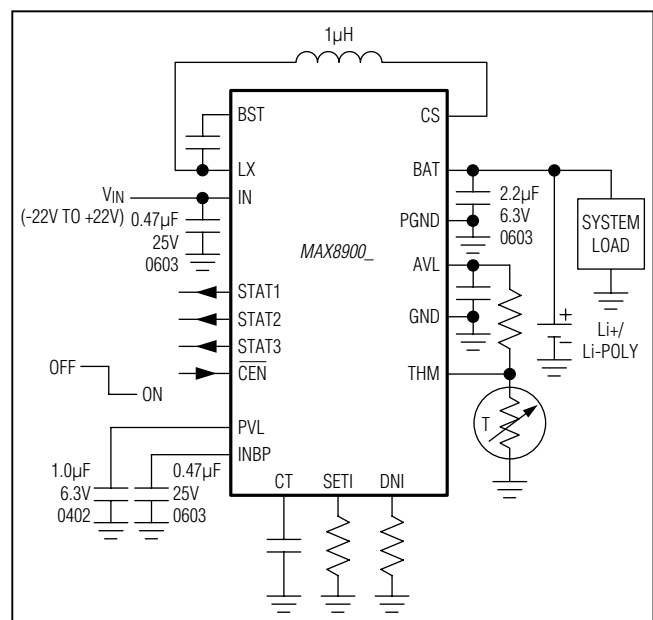 1µH
BST
CS
LX
BAT
VIN
IN
(-22V TO +22V)
0.47µF
25V
0603
2.2µF
6.3V
0603
PGND
SYSTEM
LOAD
MAX8900_
AVL
STAT1
STAT2
STAT3
GND
+
-
Li+/
Li-POLY
OFF
ON
CEN
THM
T
PVL
INBP
1.0µF
6.3V
0402
0.47µF
25V
0603
CT
SETI
DNI